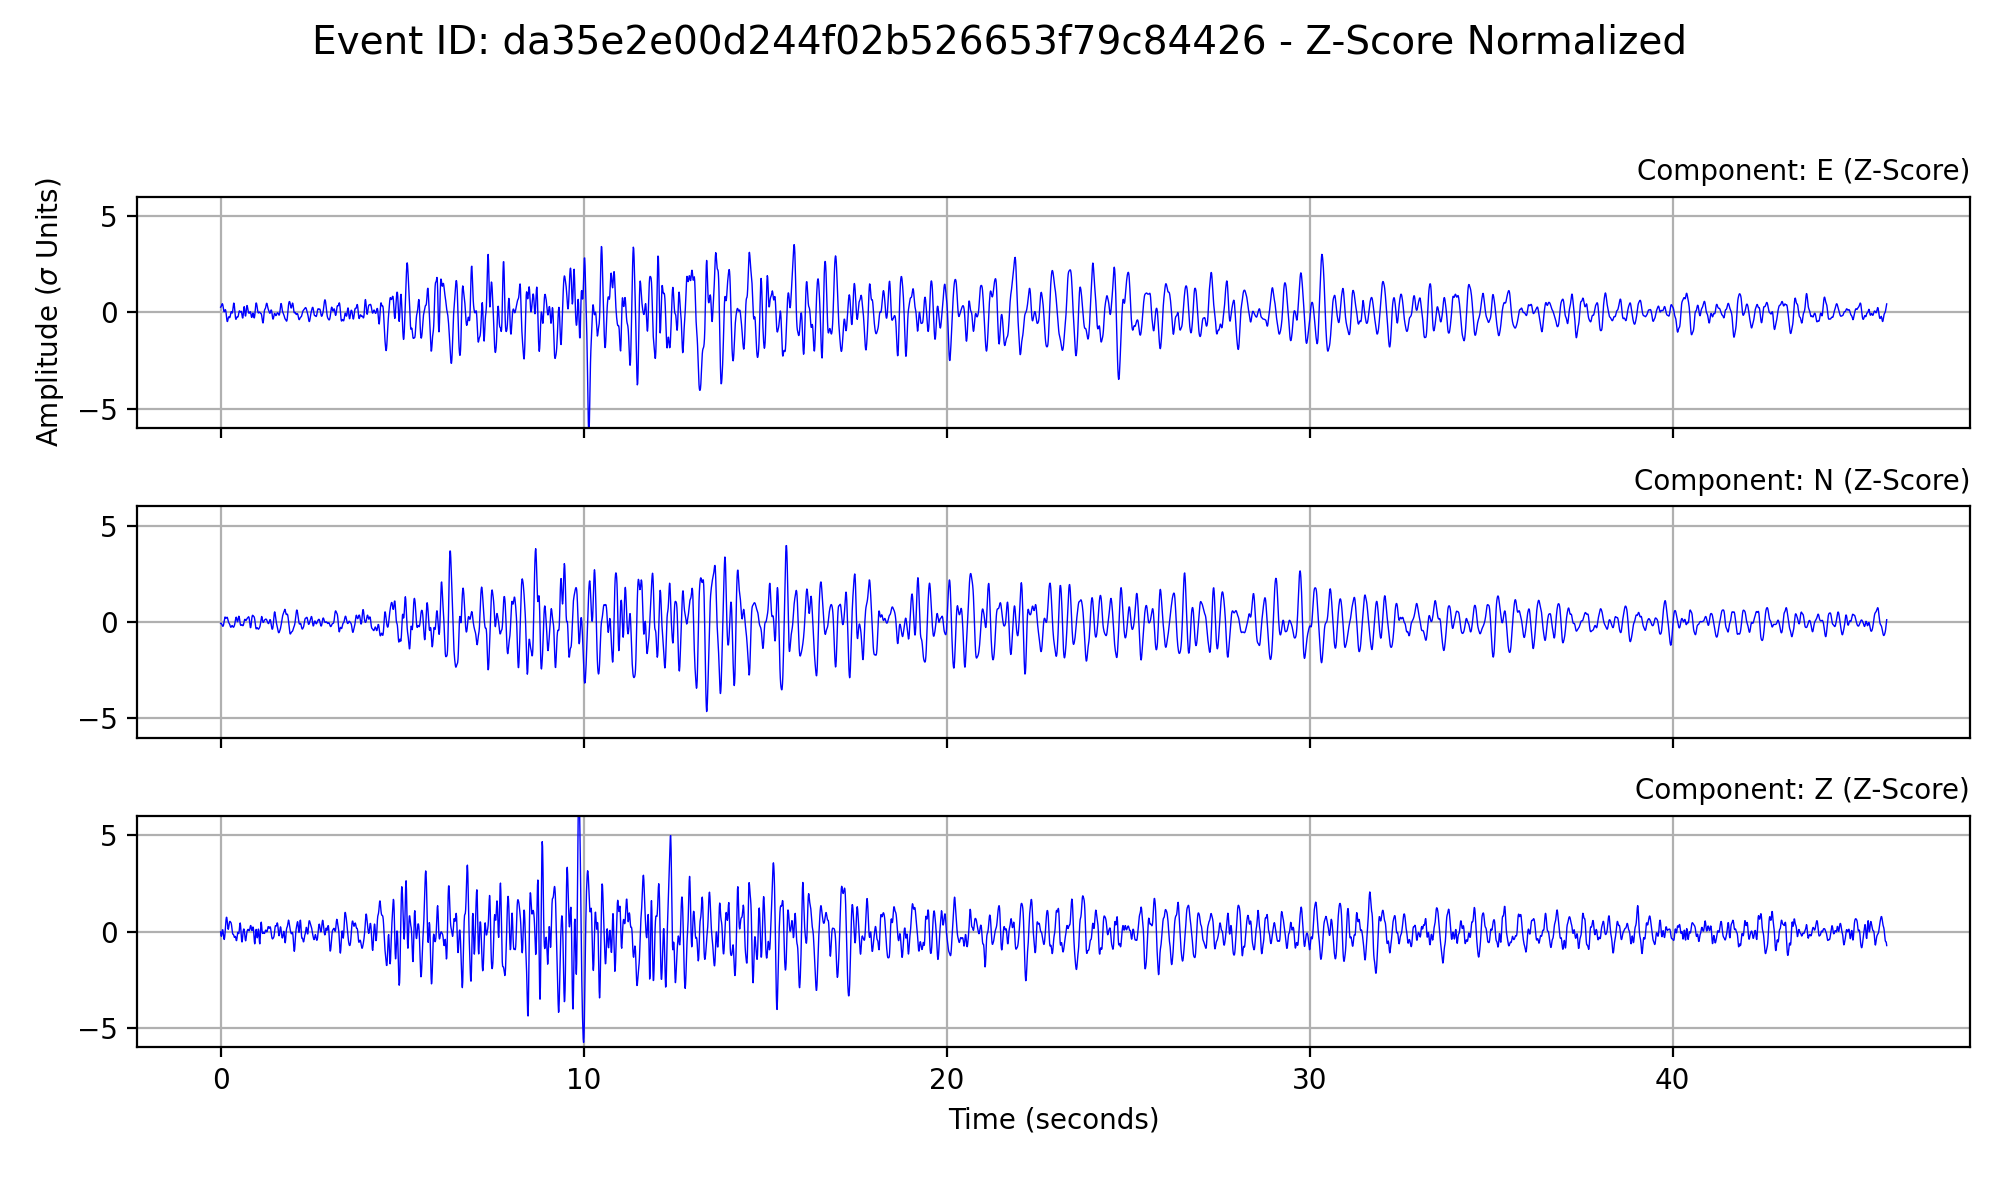 Event ID: da35e2e00d244f02b526653f79c84426 - Z-Score Normalized
Component: E (Z-Score)
Amplitude (σ Units)
5
0
−5
Component: N (Z-Score)
5
0
−5
Component: Z (Z-Score)
5
0
−5
0 10 20 30 40
Time (seconds)